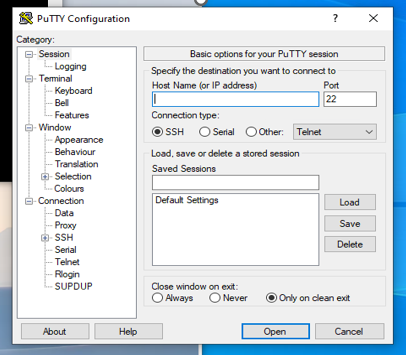 PuTTY Configuration
Category:
Session
Logging
Terminal
Keyboard
Bell
Features
Window
Appearance
Behaviour
Translation
Selection
Colours
Connection
Data
Proxy
SSH
Serial
Telnet
Rlogin
SUPDUP
Basic options for your PuTTY session
Specify the destination you want to connect to
Host Name (or IP address) Port
22
Connection type:
SSH Serial Other: Telnet
Load, save or delete a stored session
Saved Sessions
Default Settings
Load
Save
Delete
Close window on exit:
Always Never Only on clean exit
About Help Open Cancel